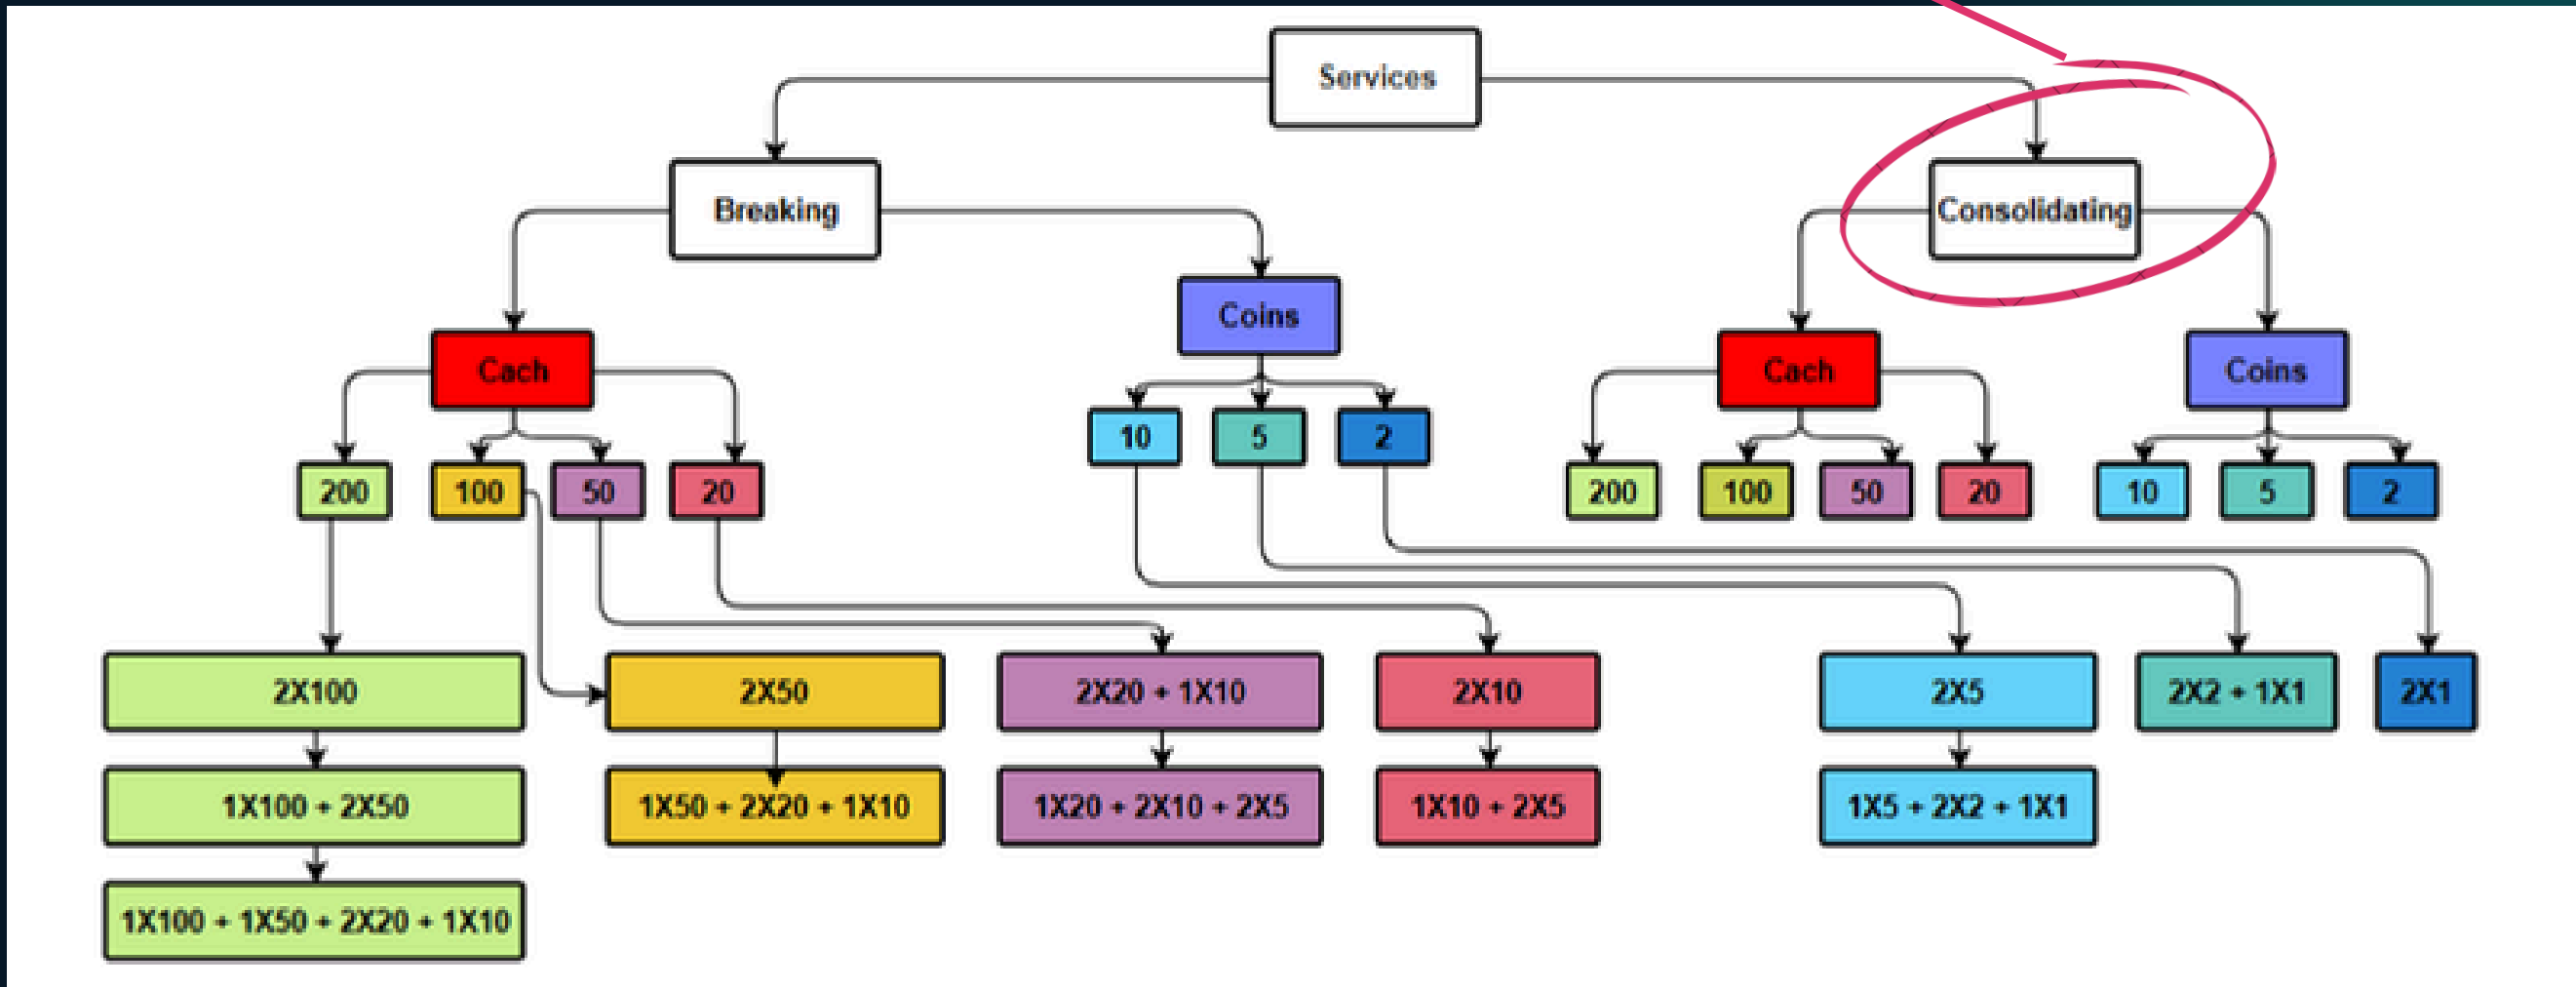 Services
Breaking
Consolidating
Coins
Cach
Cach
Coins
10
5
2
200
100
50
20
200
100
50
20
10
5
2
2X100
2X50
2X20 + 1X10
2X10
2X5
2X2 + 1X1
2X1
1X100 + 2X50
1X50 + 2X20 + 1X10
1X20 + 2X10 + 2X5
1X10 + 2X5
1X5 + 2X2 + 1X1
1X100 + 1X50 + 2X20 + 1X10